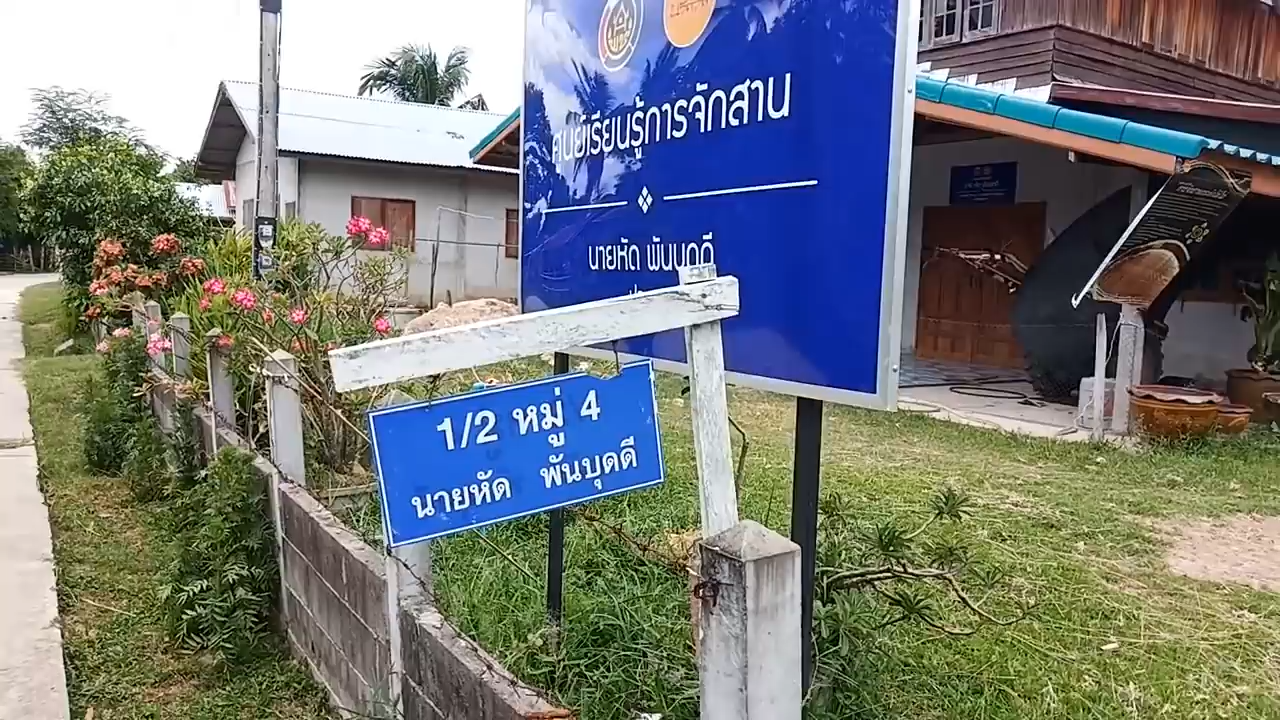 ศูนย์เรียนรู้การจักสาน
นายหัด พันบุดดี
1/2 หมู่ 4
นายหัด พันบุดดี